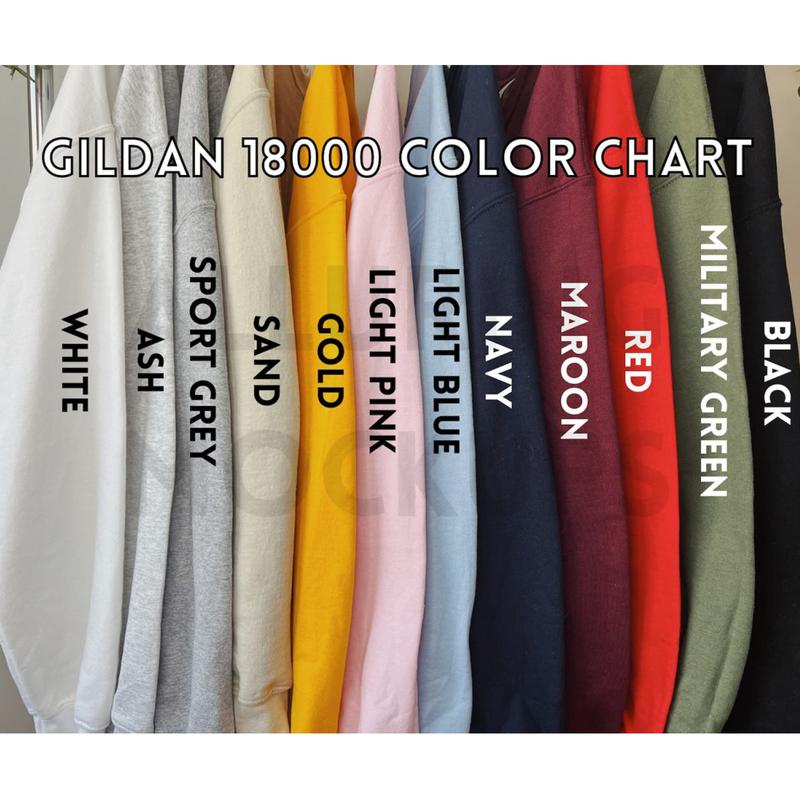 GILDAN 18000 COLOR CHART
WHITE
ASH
SPORT GREY
SAND
GOLD
LIGHT PINK
LIGHT BLUE
NAVY
MAROON
RED
MILITARY GREEN
BLACK
MOCKUPS